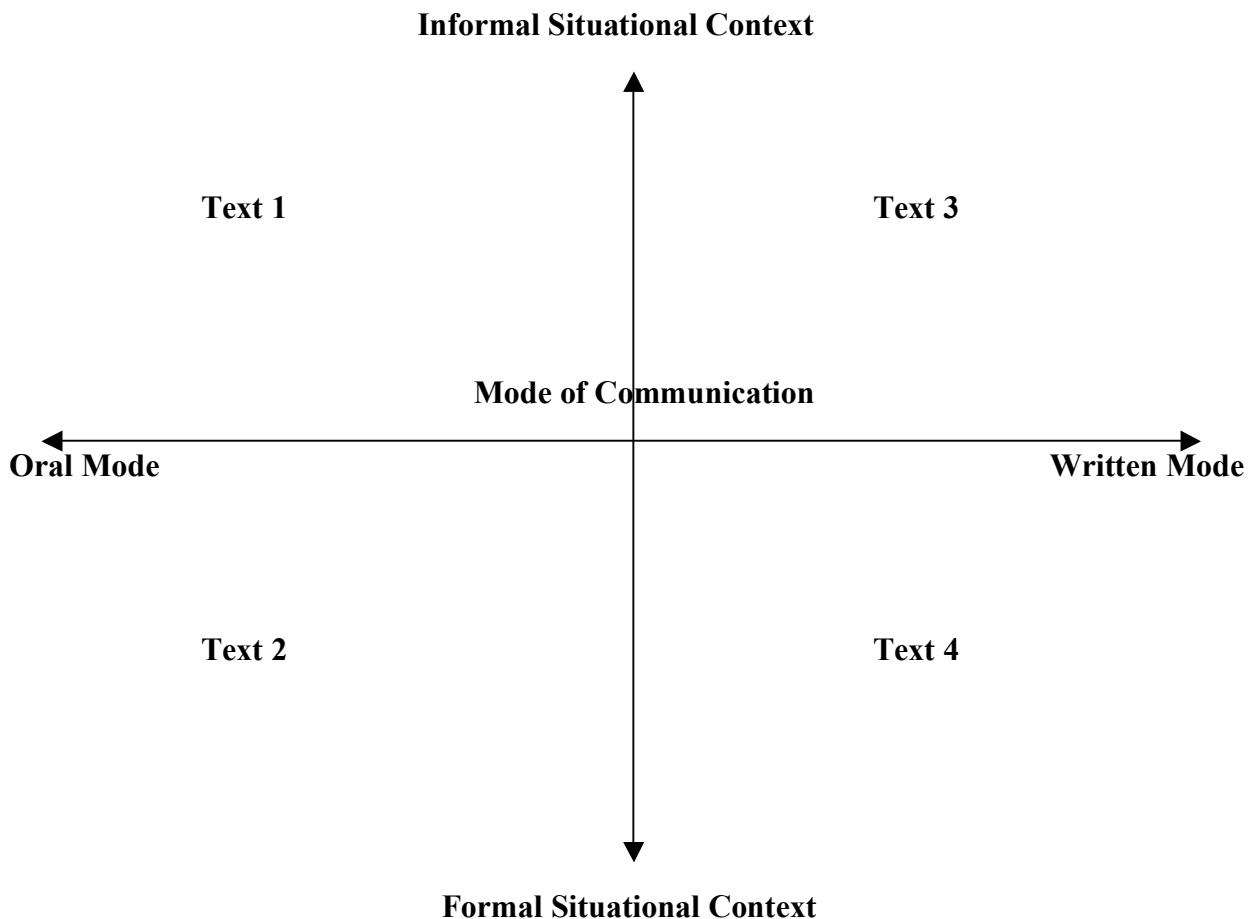 Informal Situational Context
Text 1 Text 3
Mode of Communication
Oral Mode Written Mode
Text 2 Text 4
Formal Situational Context